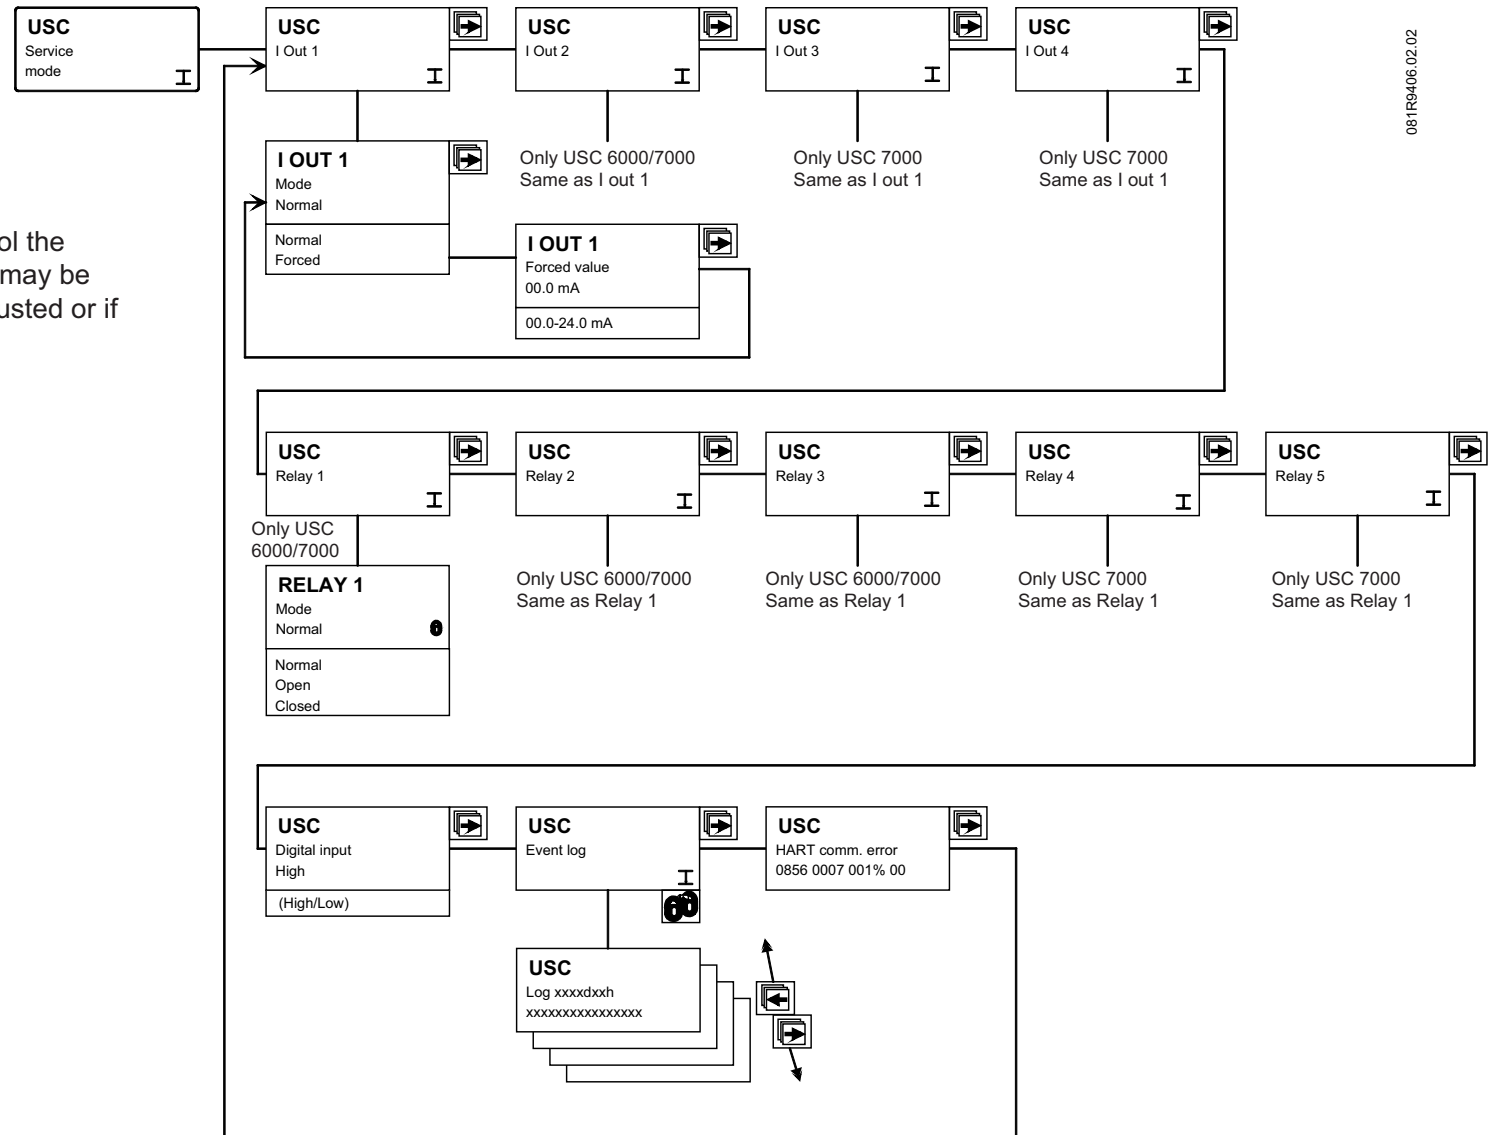 USC
Service
mode
USC
I Out 1
USC
I Out 2
USC
I Out 3
USC
I Out 4
081R9406.02.02
I OUT 1
Mode
Normal
Normal
Forced
Only USC 6000/7000
Same as I out 1
Only USC 7000
Same as I out 1
Only USC 7000
Same as I out 1
ol the
may be
usted or if
I OUT 1
Forced value
00.0 mA
00.0-24.0 mA
USC
Relay 1
USC
Relay 2
USC
Relay 3
USC
Relay 4
USC
Relay 5
Only USC
6000/7000
RELAY 1
Mode
Normal
Normal
Open
Closed
Only USC 6000/7000
Same as Relay 1
Only USC 6000/7000
Same as Relay 1
Only USC 7000
Same as Relay 1
Only USC 7000
Same as Relay 1
USC
Digital input
High
(High/Low)
USC
Event log
USC
HART comm. error
0856 0007 001% 00
USC
Log xxxxdxxh
xxxxxxxxxxxxxxxx